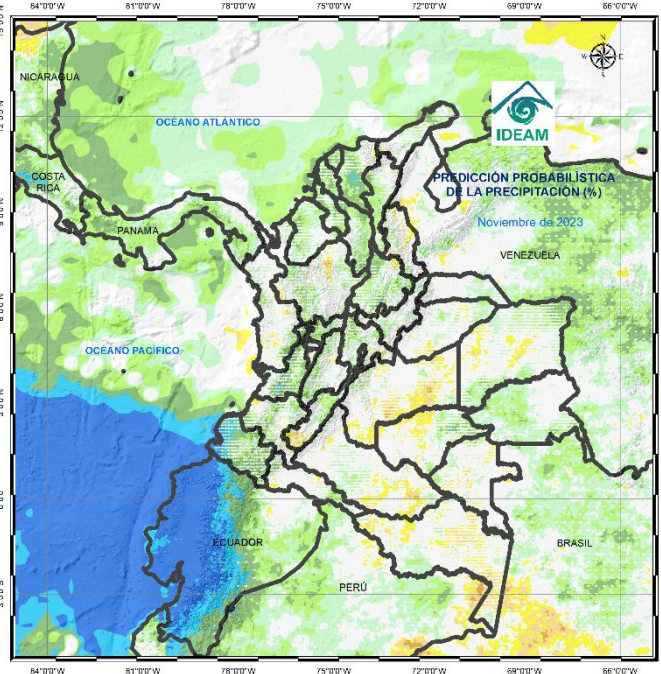 84°0'0"W 81°0'0"W 78°0'0"W 75°0'0"W 72°0'0"W 69°0'0"W 66°0'0"W
N
W E
S
NICARAGUA
IDEAM
OCÉANO ATLÁNTICO
COSTA
RICA
PREDICCIÓN PROBABILÍSTICA
DE LA PRECIPITACIÓN (%)
Noviembre de 2023
PANAMÁ
VENEZUELA
OCÉANO PACÍFICO
ECUADOR
BRASIL
PERÚ
84°0'0"W 81°0'0"W 78°0'0"W 75°0'0"W 72°0'0"W 69°0'0"W 66°0'0"W